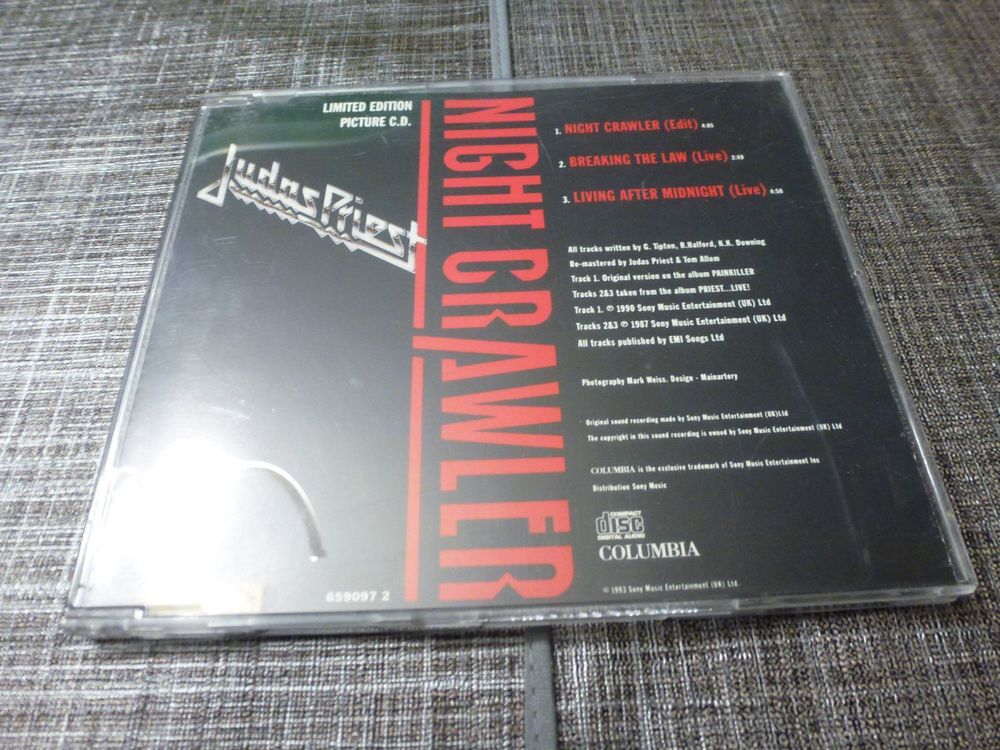 LIMITED EDITION
PICTURE C.D.
Judas Priest
NIGHT CRAWLER
1. NIGHT CRAWLER (Edit) 4:05
2. BREAKING THE LAW (Live) 2:40
3. LIVING AFTER MIDNIGHT (Live) 4:50
All tracks written by G. Tipton, R.Halford, K.K. Downing
Re-mastered by Judas Priest & Tom Allom
Track 1. Original version on the album PAINKILLER
Tracks 2&3 taken from the album PRIEST...LIVE!
Track 1. ℗ 1990 Sony Music Entertainment (UK) Ltd
Tracks 2&3 ℗ 1987 Sony Music Entertainment (UK) Ltd
All tracks published by EMI Songs Ltd
Photography Mark Weiss. Design - Mainartery
Original sound recording made by Sony Music Entertainment (UK)Ltd
The copyright in this sound recording is owned by Sony Music Entertainment (UK) Ltd
COLUMBIA is the exclusive trademark of Sony Music Entertainment Inc
Distribution Sony Music
COMPACT
disc
DIGITAL AUDIO
COLUMBIA
© 1993 Sony Music Entertainment (UK) Ltd.
659097 2